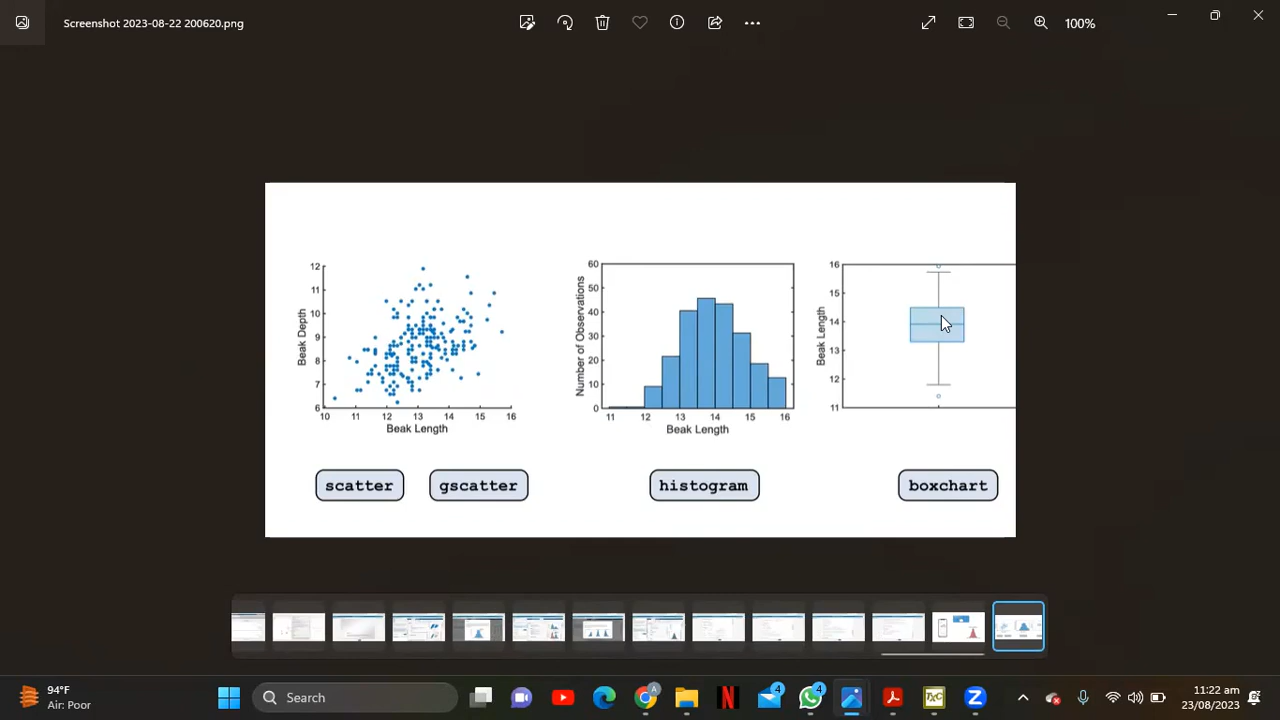 Screenshot 2023-08-22 200620.png
100%
12
11
10
9
8
7
6
Beak Depth
10 11 12 13 14 15 16
Beak Length
60
50
40
30
20
10
0
Number of Observations
11 12 13 14 15 16
Beak Length
16
15
14
13
12
11
Beak Length
scatter
gscatter
histogram
boxchart
94°F
Air: Poor
Search
A
4
4
TxC
11:22 am
23/08/2023